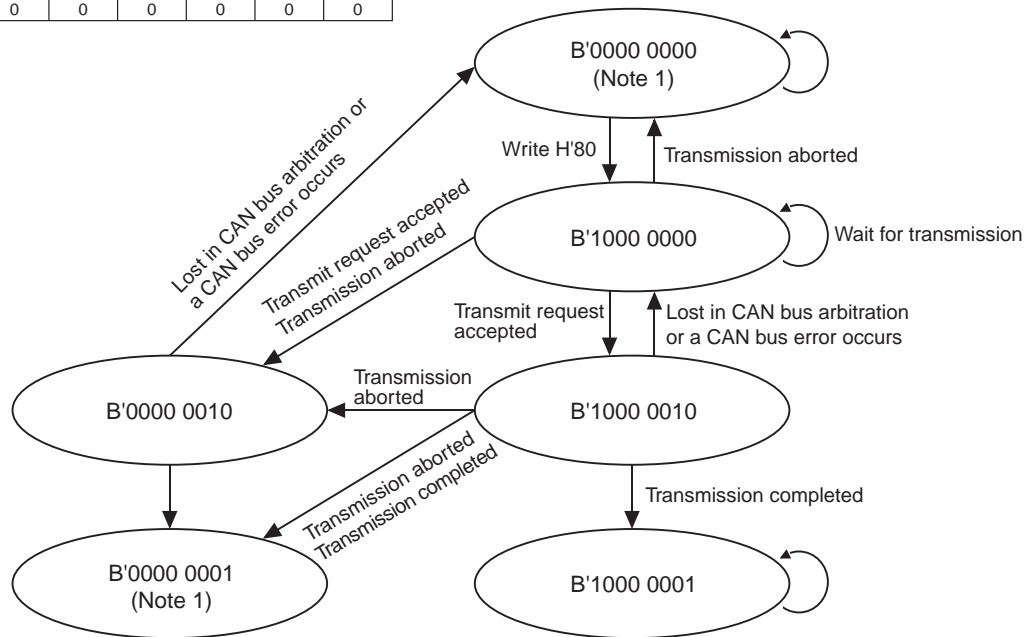 0 0 0 0 0 0
B'0000 0000
(Note 1)
Lost in CAN bus arbitration or
a CAN bus error occurs
Write H'80
Transmission aborted
Transmit request accepted
Transmission aborted
B'1000 0000
Wait for transmission
Transmit request
accepted
Lost in CAN bus arbitration
or a CAN bus error occurs
B'0000 0010
Transmission
aborted
B'1000 0010
Transmission aborted
Transmission completed
Transmission completed
B'0000 0001
(Note 1)
B'1000 0001